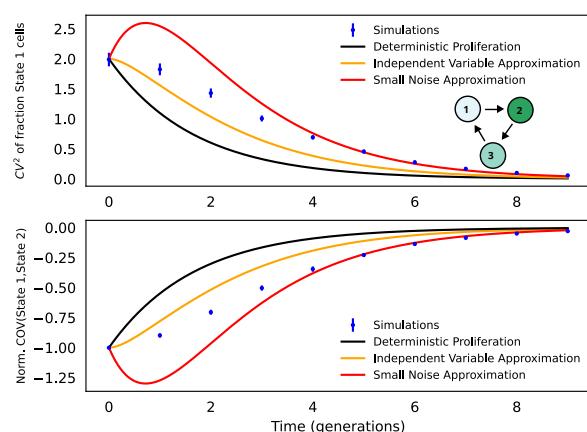 CV² of fraction State 1 cells
2.5
2.0
1.5
1.0
0.5
0.0
Simulations
Deterministic Proliferation
Independent Variable Approximation
Small Noise Approximation
1
2
3
0
2
4
6
8
Norm. COV(State 1,State 2)
0.00
−0.25
−0.50
−0.75
−1.00
−1.25
Simulations
Deterministic Proliferation
Independent Variable Approximation
Small Noise Approximation
0
2
4
6
8
Time (generations)